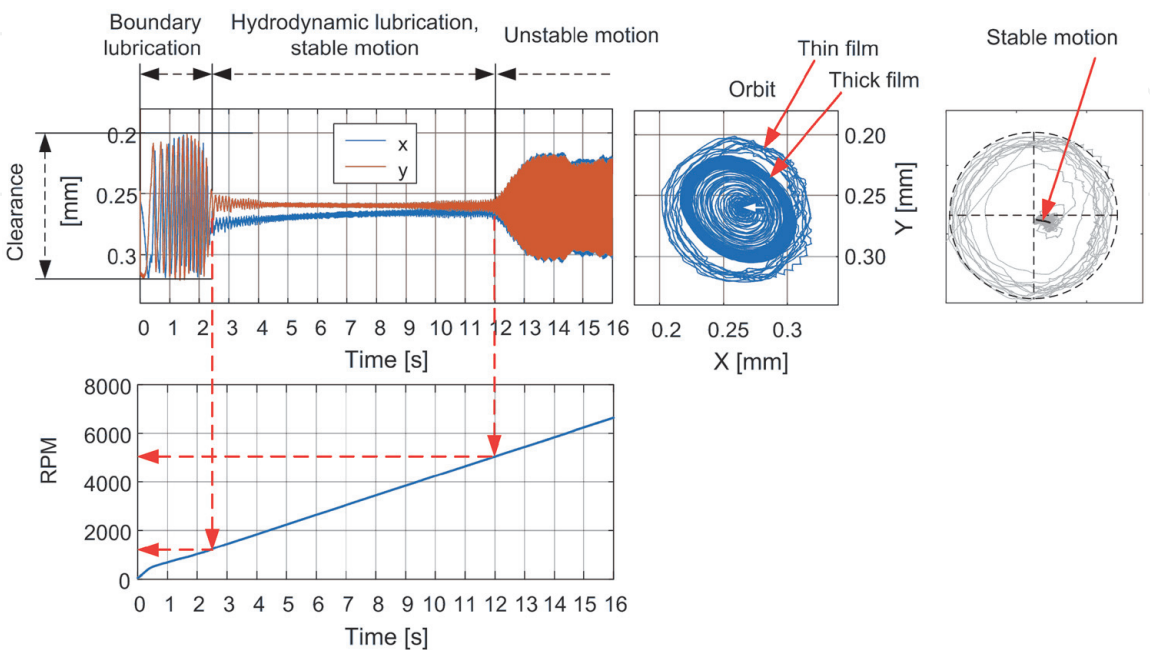 Boundary
lubrication
Hydrodynamic lubrication,
stable motion
Unstable motion
Clearance
[mm]
0.2
0.25
0.3
x
y
0 1 2 3 4 5 6 7 8 9 10 11 12 13 14 15 16
Time [s]
Orbit
Thin film
Thick film
0.20
0.25
0.30
Y [mm]
0.2 0.25 0.3
X [mm]
Stable motion
RPM
8000
6000
4000
2000
0
0 1 2 3 4 5 6 7 8 9 10 11 12 13 14 15 16
Time [s]